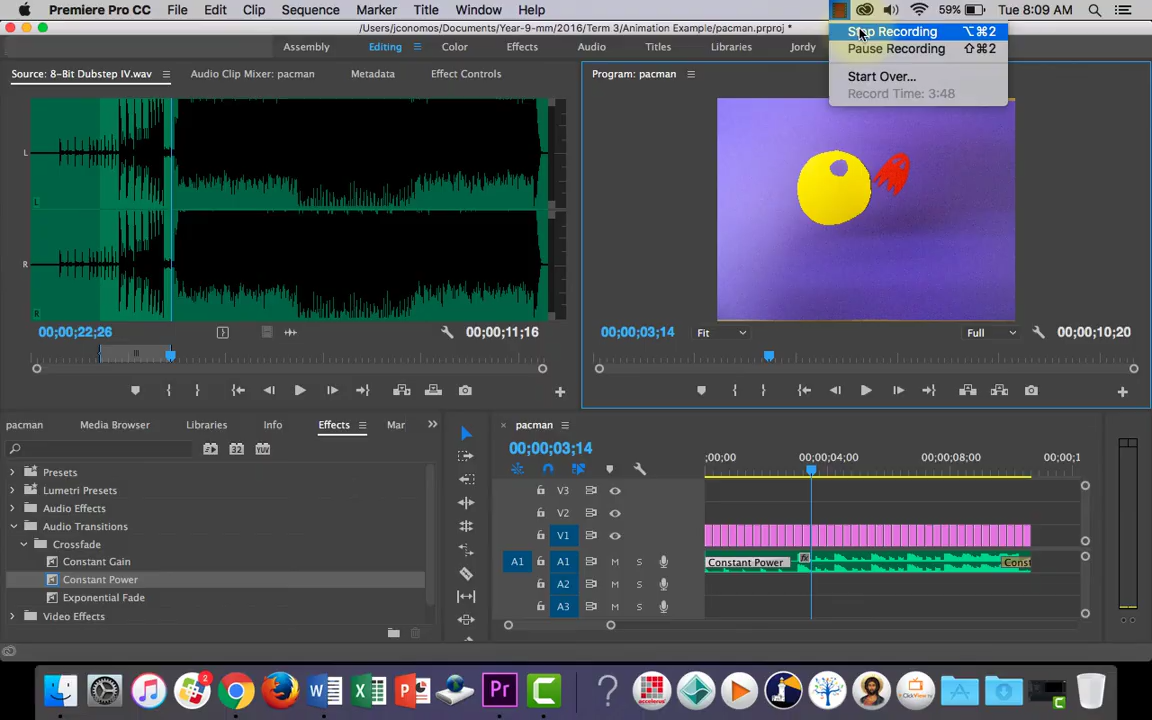 Premiere Pro CC File Edit Clip Sequence Marker Title Window Help 59% Tue 8:09 AM
/Users/jconomos/Documents/Year-9-mm/2016/Term 3/Animation Example/pacman.prproj *
Stop Recording ⌥⌘2
Pause Recording ⇧⌘2
Start Over...
Record Time: 3:48
Assembly Editing Color Effects Audio Titles Libraries Jordy
Source: 8-Bit Dubstep IV.wav Audio Clip Mixer: pacman Metadata Effect Controls
Program: pacman
L
L
R
R
00;00;22;26 00;00;11;16
00;00;03;14 Fit Full 00;00;10;20
pacman Media Browser Libraries Info Effects Mar
32
Presets
Lumetri Presets
Audio Effects
Audio Transitions
Crossfade
Constant Gain
Constant Power
Exponential Fade
Video Effects
pacman
00;00;03;14
;00;00 00;00;04;00 00;00;08;00 00;00;1
V3
V2
V1
A1 A1 M S Constant Power fx Const
A2 M S
A3 M S
2
Pr
accelerus
ClickView tv